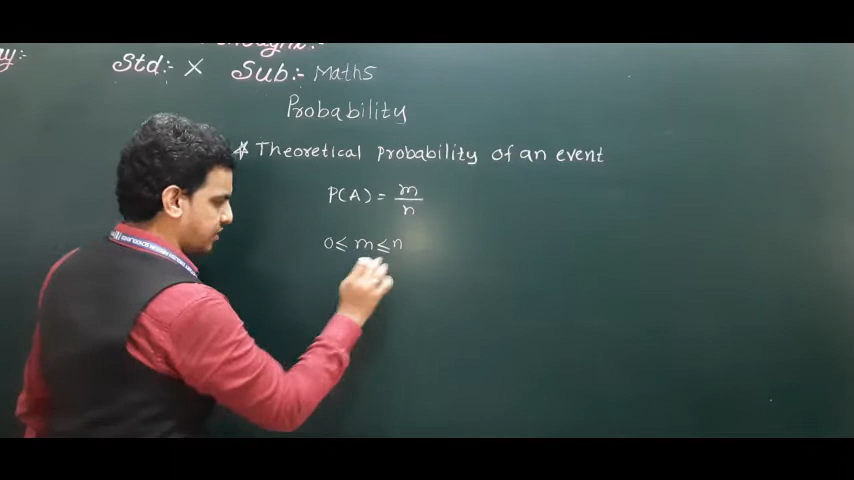 Std:- X Sub:- Maths
Probability
* Theoretical probability of an event
P(A) = m/n
0 ≤ m ≤ n